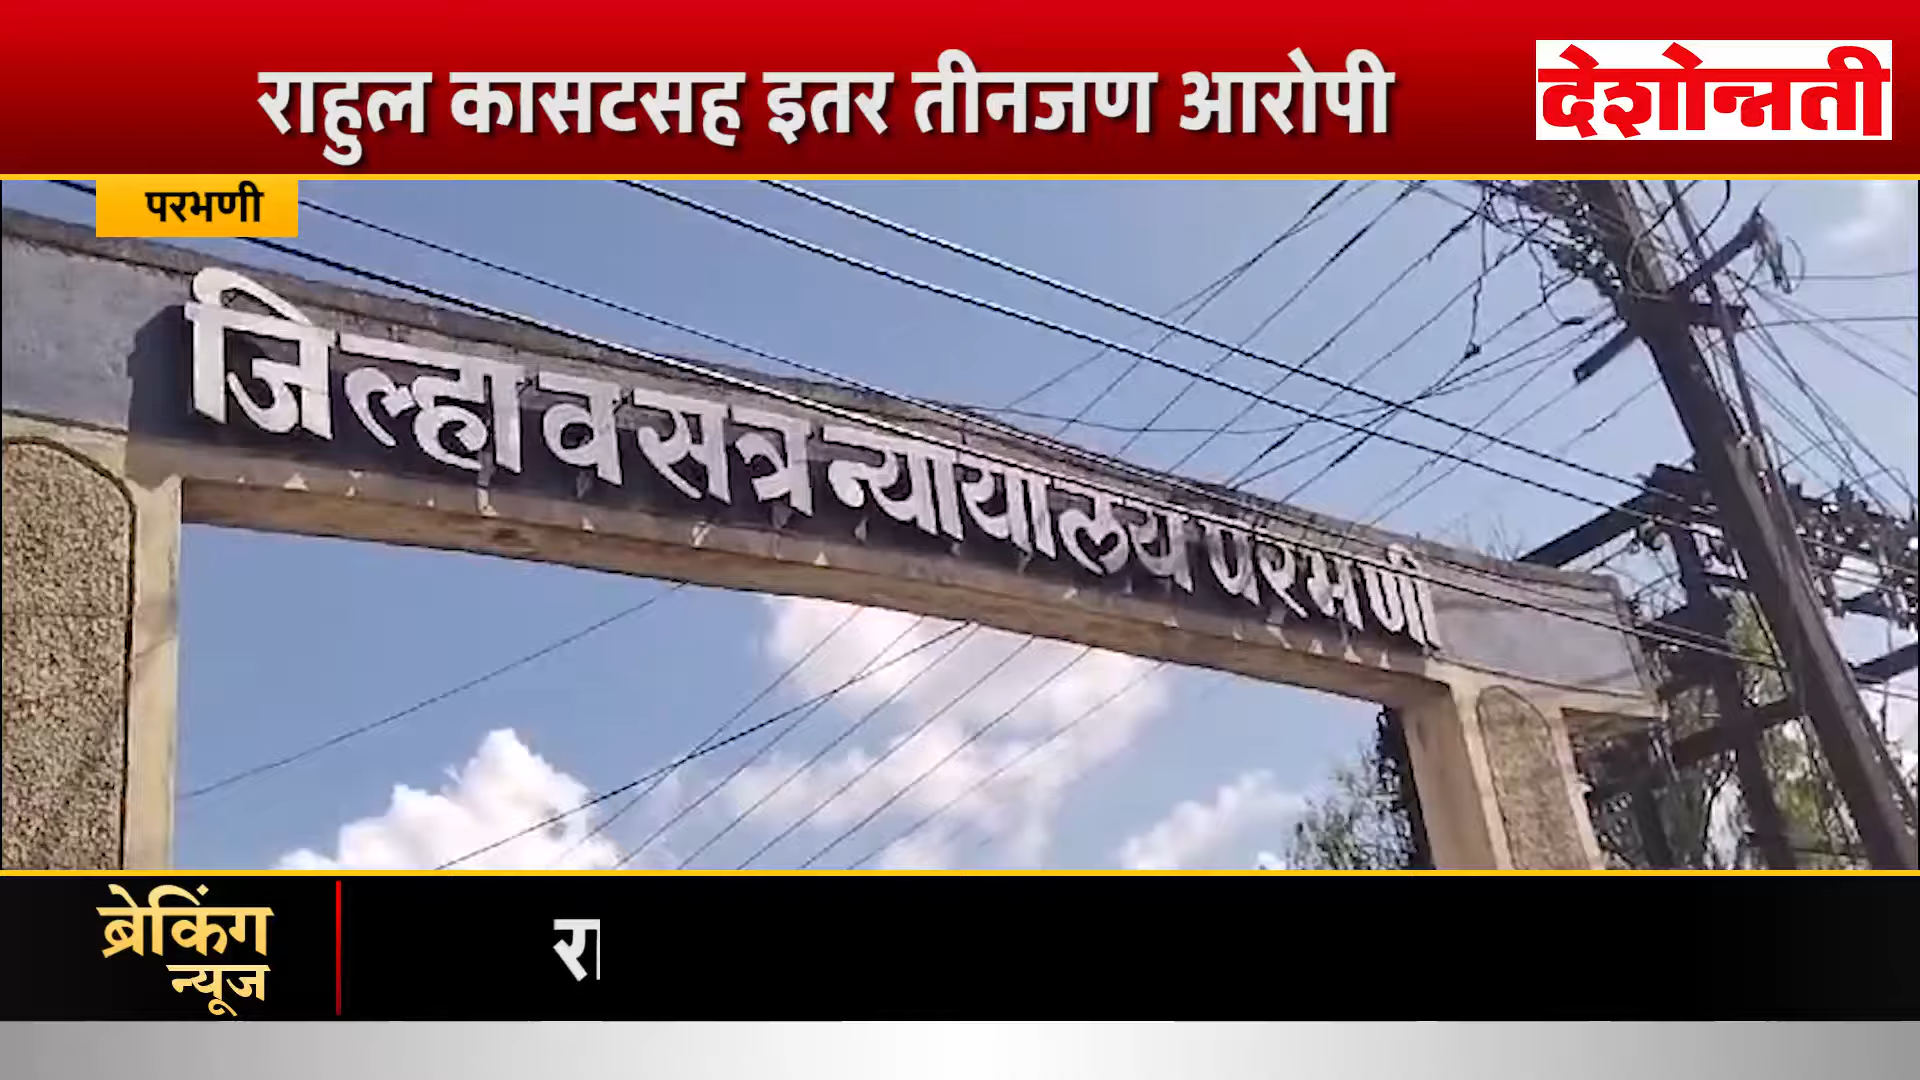 राहुल कासटसह इतर तीनजण आरोपी
देशोन्नती
परभणी
जिल्हा व सत्र न्यायालय परभणी
ब्रेकिंग
न्यूज
रा